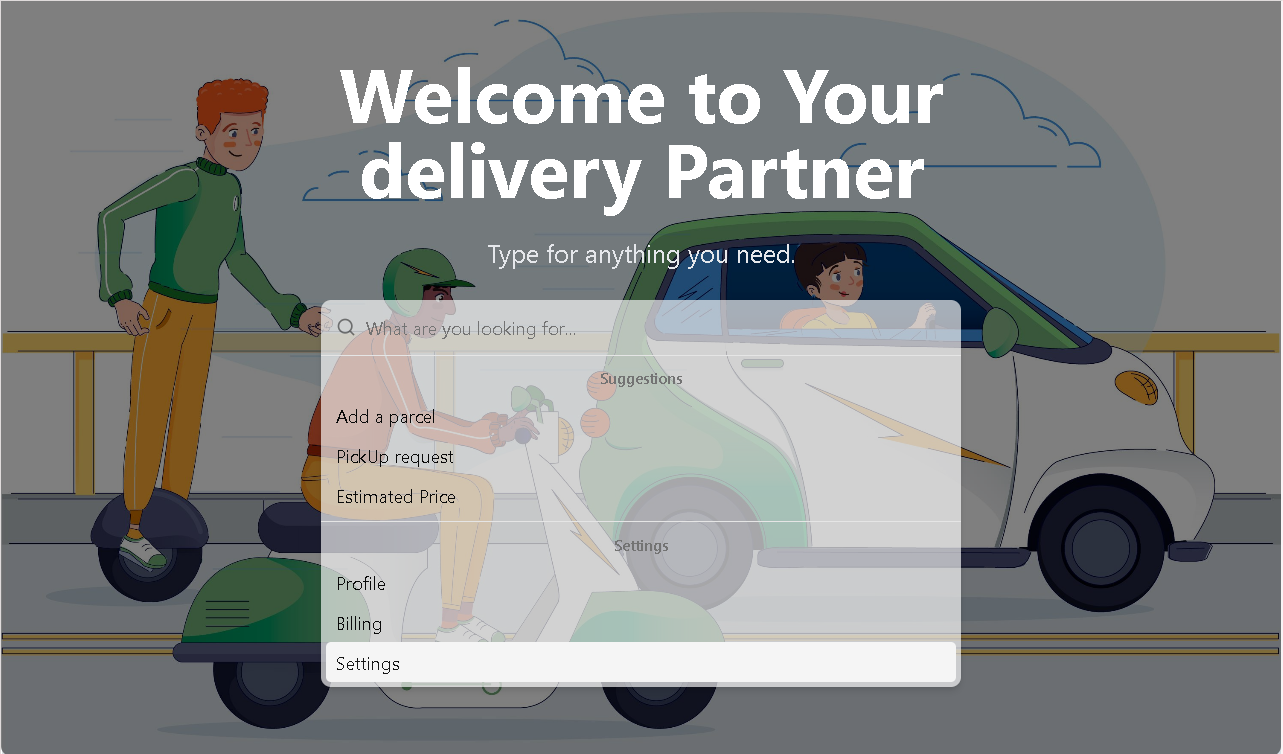 Welcome to Your
delivery Partner
Type for anything you need.
What are you looking for...
Suggestions
Add a parcel
PickUp request
Estimated Price
Settings
Profile
Billing
Settings